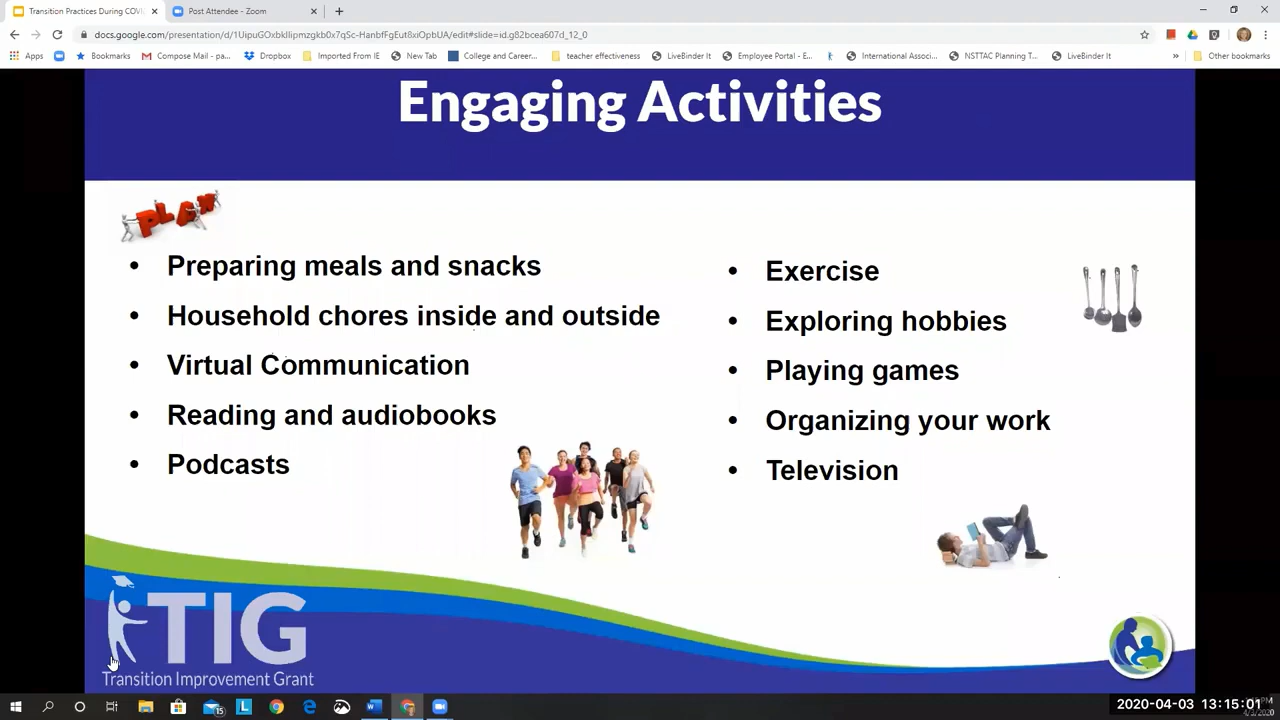 Transition Practices During COVI
Post Attendee - Zoom
docs.google.com/presentation/d/1UipuGOxbkdlipmzgkb0x7qSc-HanbfFgEut8xiOpbUA/edit#slide=id.g82bcea607d_12_0
Apps
Bookmarks
Compose Mail - pa...
Dropbox
Imported From IE
New Tab
College and Career...
teacher effectiveness
LiveBinder It
Employee Portal - E...
International Associ...
NSTTAC Planning T...
LiveBinder It
» Other bookmarks
Engaging Activities
PLAN
• Preparing meals and snacks
• Household chores inside and outside
• Virtual Communication
• Reading and audiobooks
• Podcasts
• Exercise
• Exploring hobbies
• Playing games
• Organizing your work
• Television
TIG
Transition Improvement Grant
15
2020-04-03 13:15:01